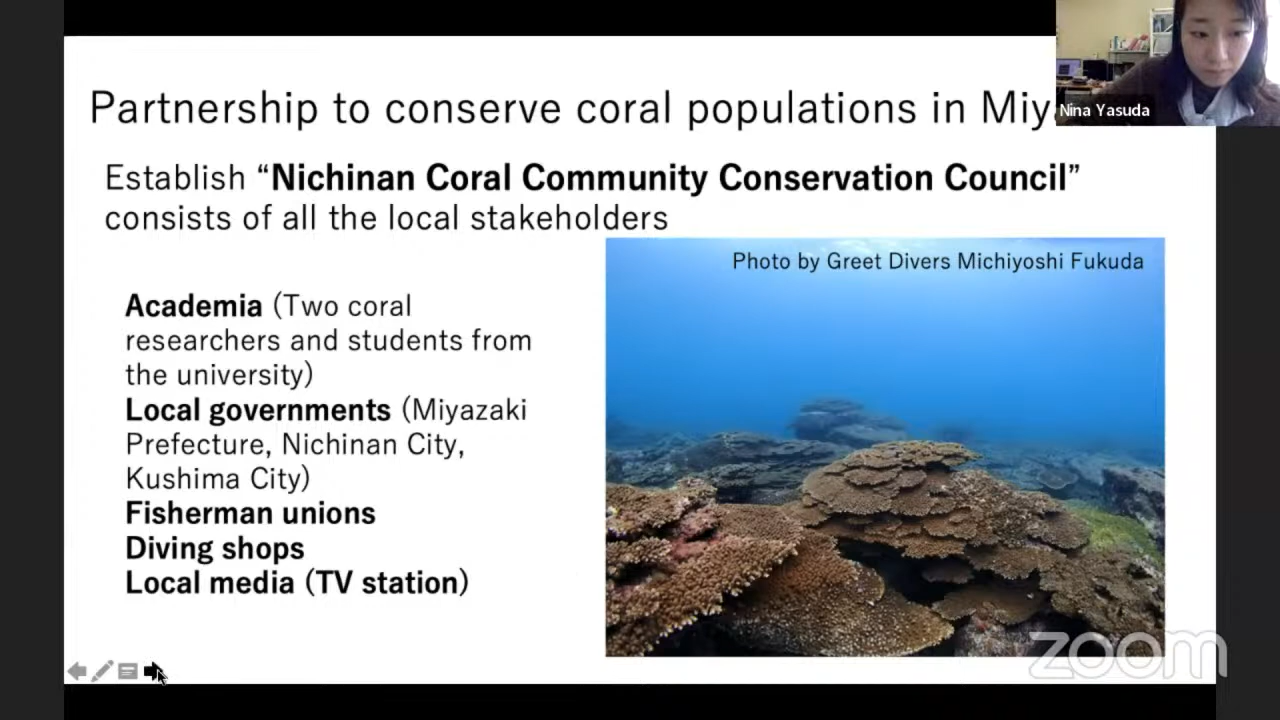 Partnership to conserve coral populations in
Nina Yasuda
Establish “Nichinan Coral Community Conservation Council”
consists of all the local stakeholders
Photo by Greet Divers Michiyoshi Fukuda
Academia (Two coral
researchers and students from
the university)
Local governments (Miyazaki
Prefecture, Nichinan City,
Kushima City)
Fisherman unions
Diving shops
Local media (TV station)
zoom